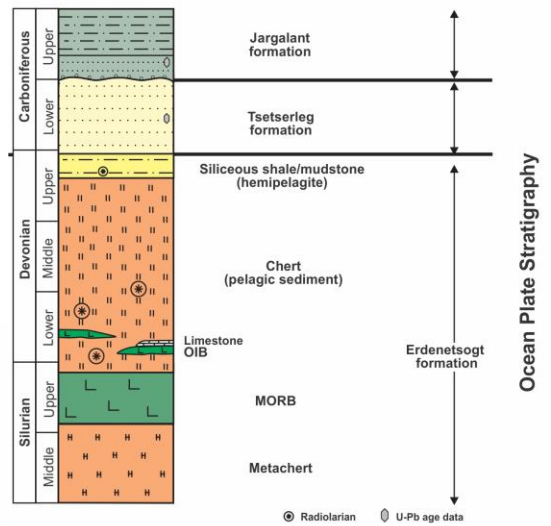 Carboniferous
Upper
Lower
Jargalant
formation
Tsetserleg
formation
Devonian
Upper
Middle
Lower
Siliceous shale/mudstone
(hemipelagite)
Chert
(pelagic sediment)
Limestone
OIB
Erdenetsogt
formation
Silurian
Upper
Middle
MORB
Metachert
H H H H
H H H
H H H H
H H H
Ocean Plate Stratigraphy
Radiolarian
U-Pb age data